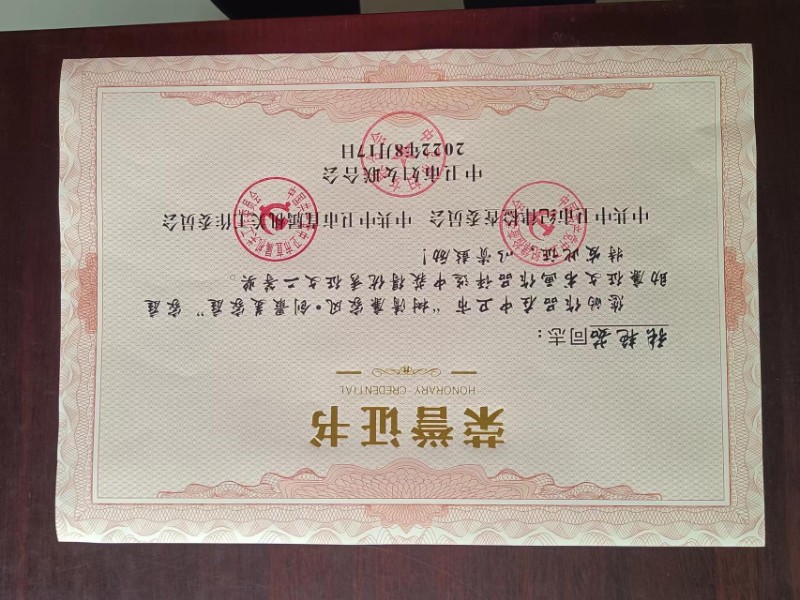 荣誉证书
HONORARY CREDENTIAL
张艳茹同志：
您的作品在中卫市“树清廉家风·创最美家庭”家庭
助廉征文书画作品评选中获得优秀征文二等奖。
特发此证，以资鼓励！
中共中卫市纪律检查委员会 中共中卫市直属机关工作委员会
中卫市妇女联合会
2022年8月17日